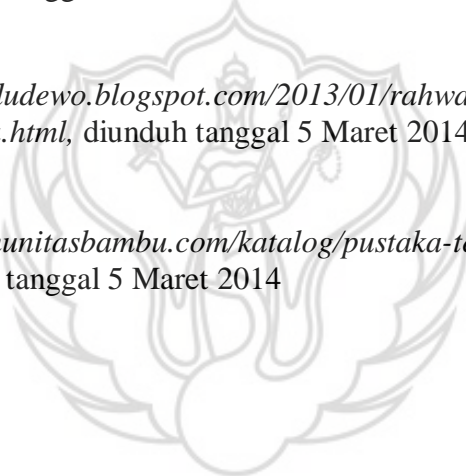 ludewo.blogspot.com/2013/01/rahwa
.html, diunduh tanggal 5 Maret 2014
unitasbambu.com/katalog/pustaka-t
tanggal 5 Maret 2014